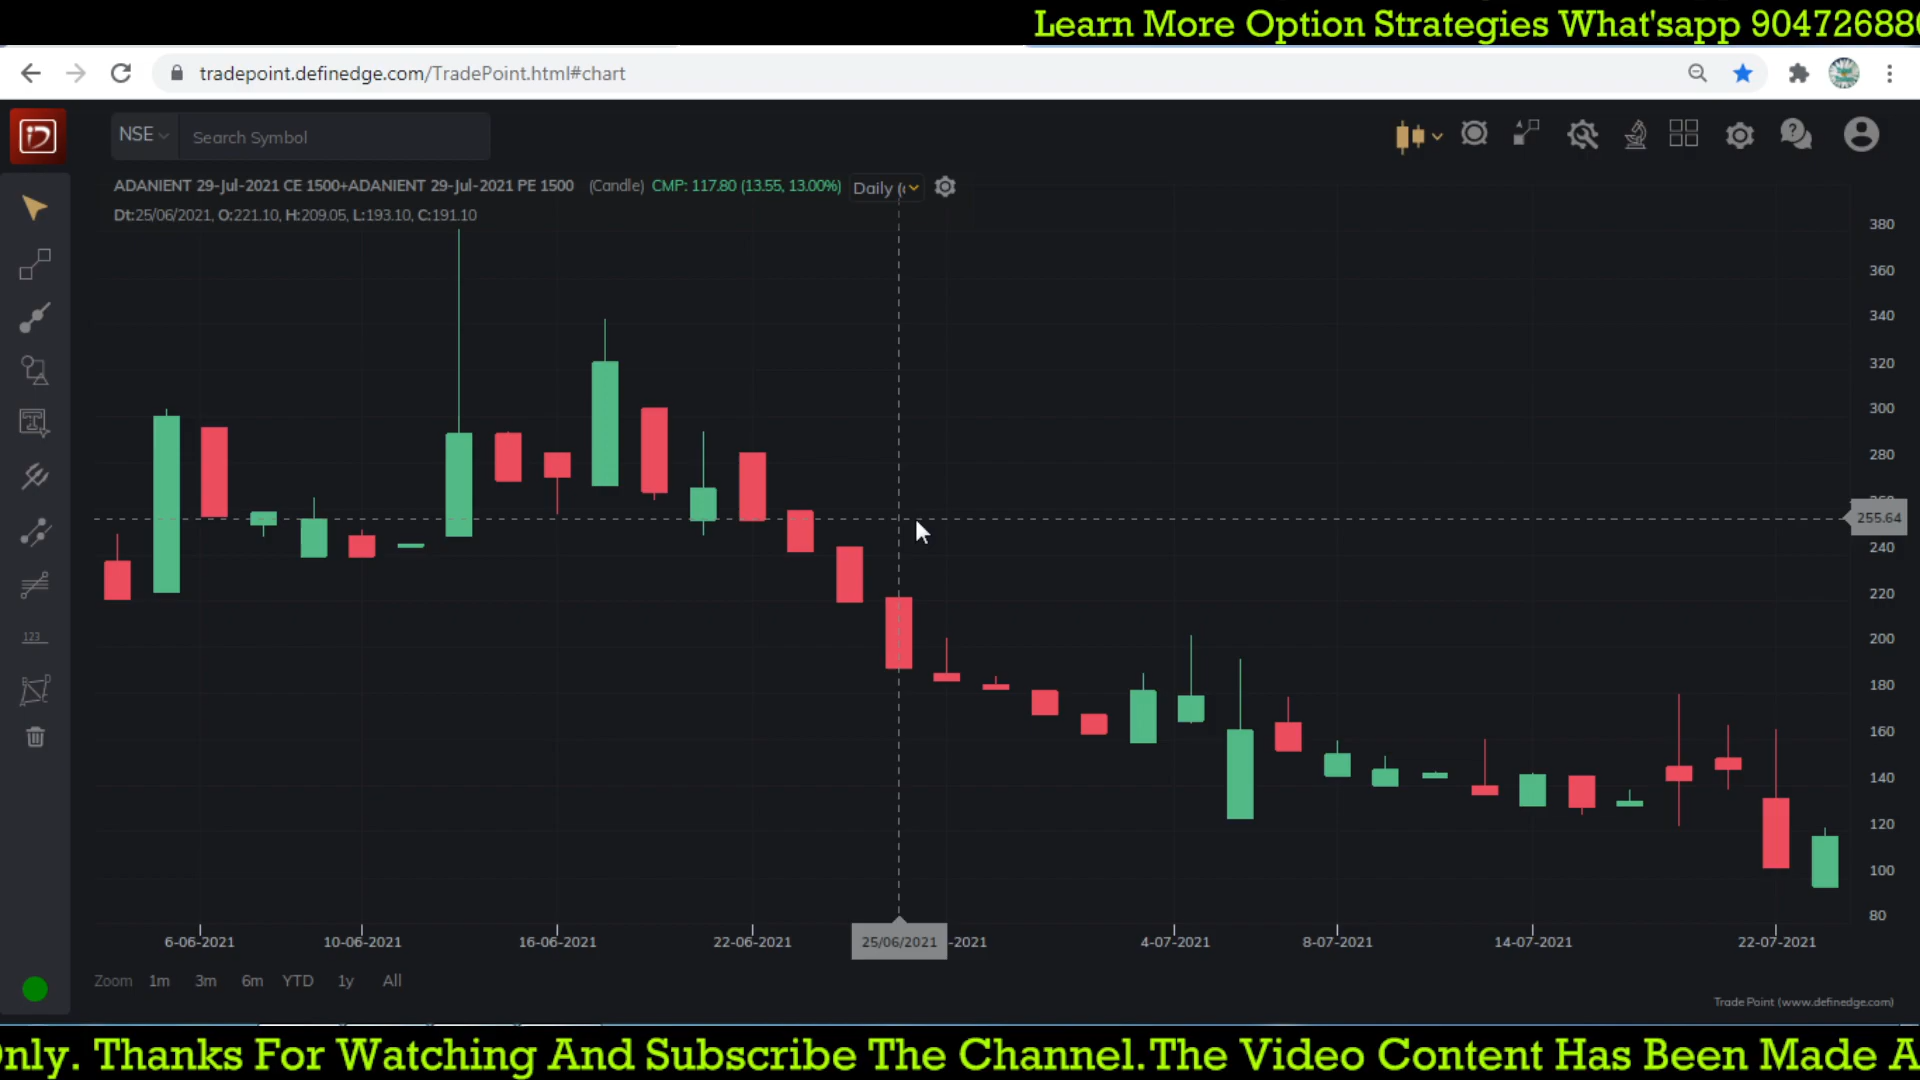 Learn More Option Strategies What'sapp 90472688
tradepoint.definedge.com/TradePoint.html#chart
NSE Search Symbol
ADANIENT 29-Jul-2021 CE 1500+ADANIENT 29-Jul-2021 PE 1500 (Candle) CMP: 117.80 (13.55, 13.00%) Daily (
Dt:25/06/2021, O:221.10, H:209.05, L:193.10, C:191.10
380
360
340
320
300
280
255.64
240
220
200
180
160
140
120
100
80
123
6-06-2021 10-06-2021 16-06-2021 22-06-2021 25/06/2021 -2021 4-07-2021 8-07-2021 14-07-2021 22-07-2021
Zoom 1m 3m 6m YTD 1y All
Trade Point (www.definedge.com)
nly. Thanks For Watching And Subscribe The Channel.The Video Content Has Been Made A